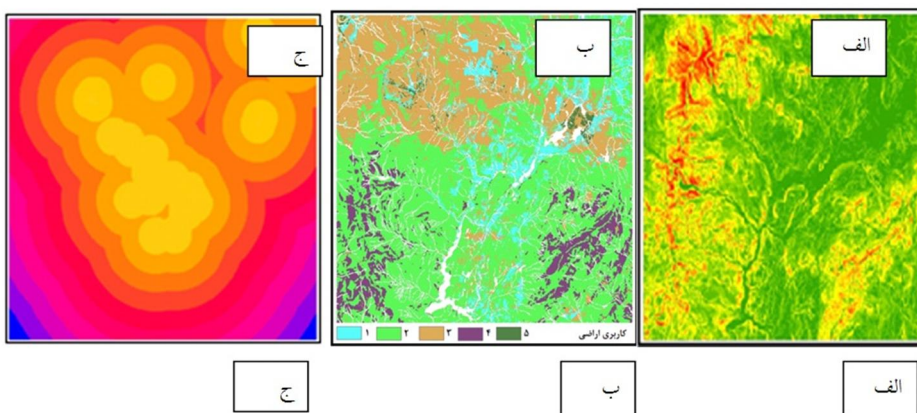 الف
ب
ج
کاربری اراضی ۱ ۲ ۳ ۴ ۵
الف
ب
ج